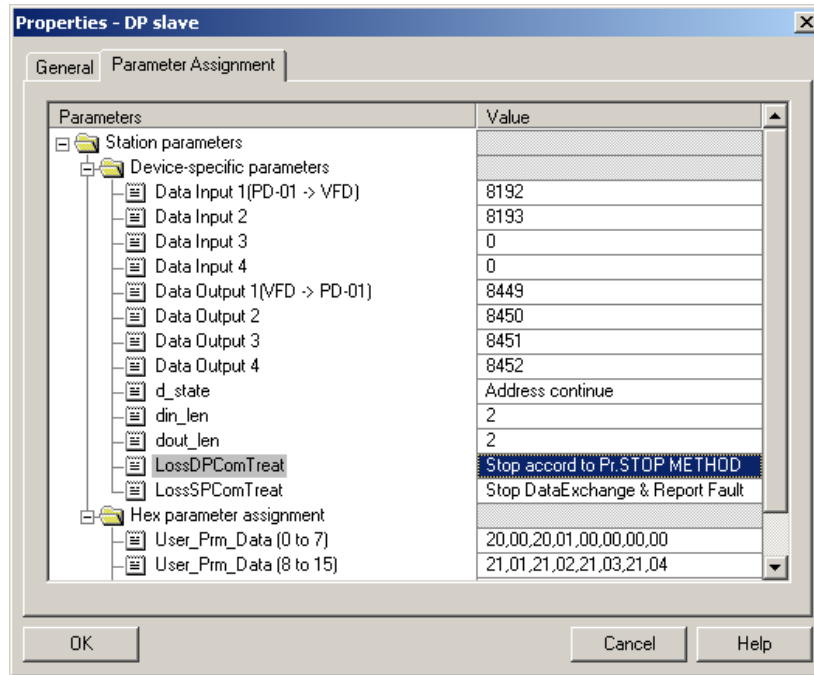 Properties - DP slave
General Parameter Assignment
Parameters Value
Station parameters
Device-specific parameters
Data Input 1(PD-01 -> VFD) 8192
Data Input 2 8193
Data Input 3 0
Data Input 4 0
Data Output 1(VFD -> PD-01) 8449
Data Output 2 8450
Data Output 3 8451
Data Output 4 8452
d_state Address continue
din_len 2
dout_len 2
LossDPComTreat Stop accord to Pr.STOP METHOD
LossSPComTreat Stop DataExchange & Report Fault
Hex parameter assignment
User_Prm_Data (0 to 7) 20,00,20,01,00,00,00,00
User_Prm_Data (8 to 15) 21,01,21,02,21,03,21,04
OK Cancel Help